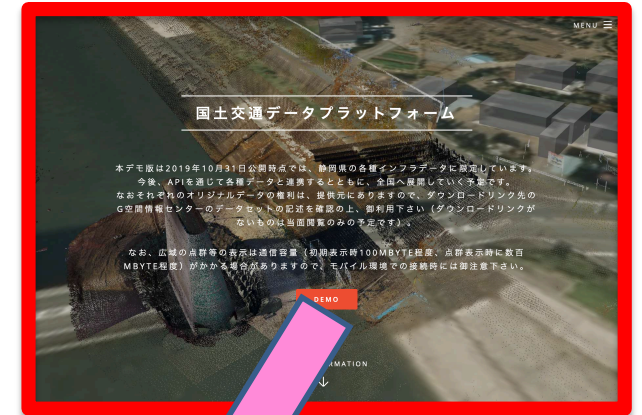 MENU
国土交通データプラットフォーム
本デモ版は2019年10月31日公開時点では、静岡県の各種インフラデータに限定しています。
今後、APIを通じて各種データと連携するとともに、全国へ展開していく予定です。
なおそれぞれのオリジナルデータの権利は、提供元にありますので、ダウンロードリンク先の
G空間情報センターのデータセットの記述を確認の上、御利用下さい（ダウンロードリンクが
ないものは当面閲覧のみの予定です）。
なお、広域の点群等の表示は通信容量（初期表示時100MBYTE程度、点群表示時に数百
MBYTE程度）がかかる場合がありますので、モバイル環境での接続時には御注意下さい。
DEMO
RMATION